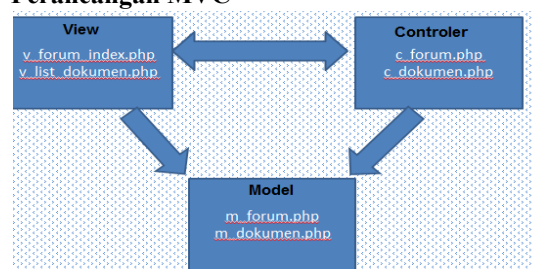 Perancangan MVC
View
v_forum_index.php
v_list_dokumen.php
Controler
c_forum.php
c_dokumen.php
Model
m_forum.php
m_dokumen.php